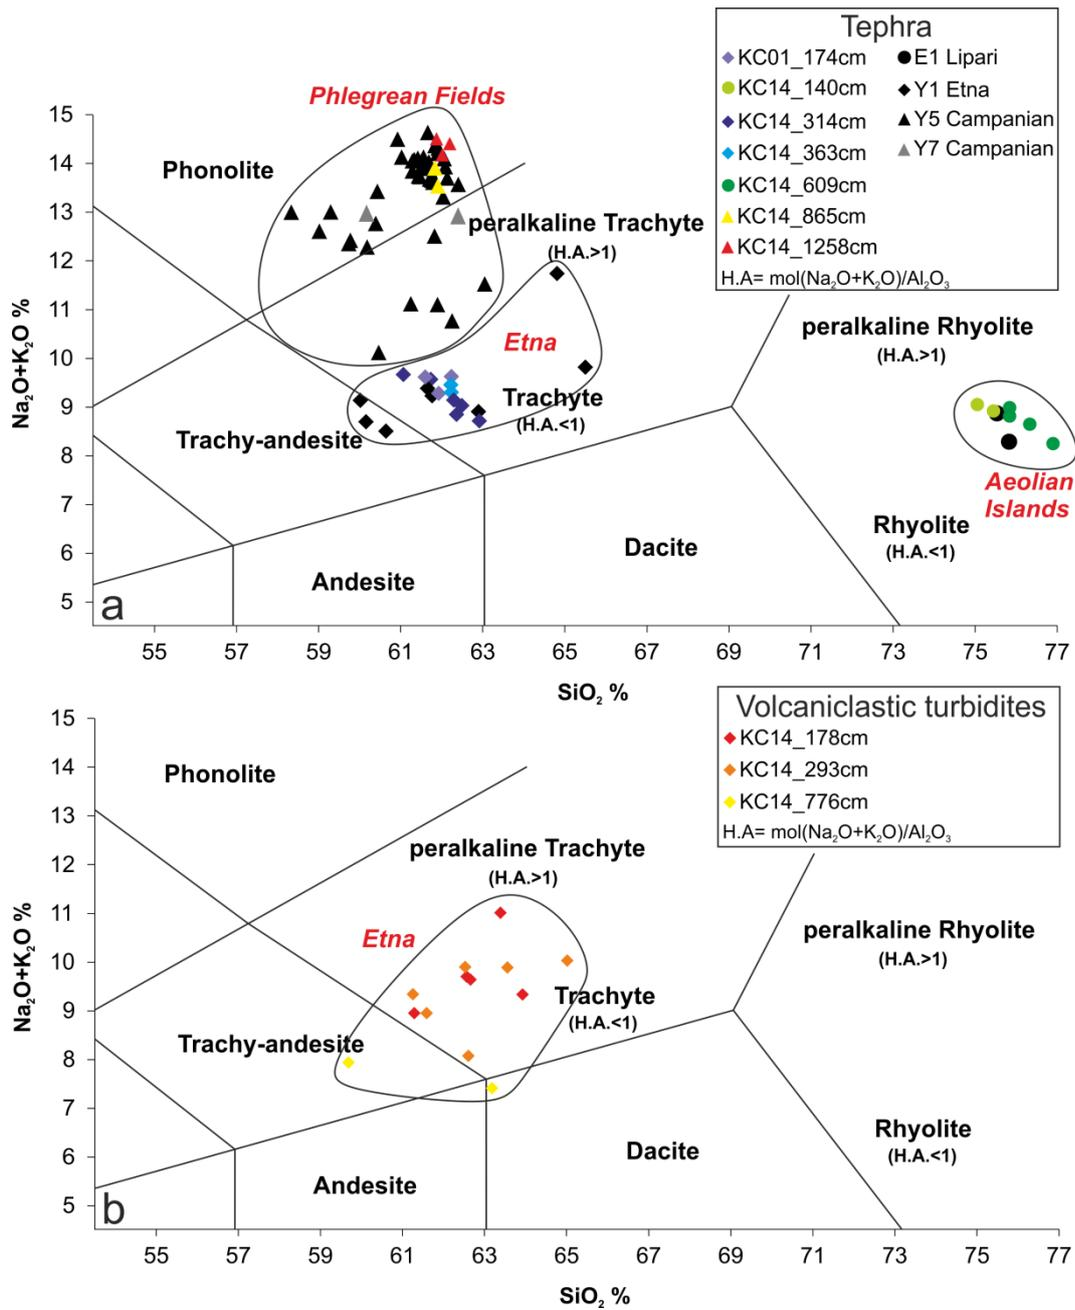 Tephra
KC01_174cm
KC14_140cm
KC14_314cm
KC14_363cm
KC14_609cm
KC14_865cm
KC14_1258cm
E1 Lipari
Y1 Etna
Y5 Campanian
Y7 Campanian
H.A= mol(Na₂O+K₂O)/Al₂O₃
Phlegrean Fields
Phonolite
peralkaline Trachyte
(H.A.>1)
Etna
Trachyte
(H.A.<1)
Trachy-andesite
Andesite
Dacite
peralkaline Rhyolite
(H.A.>1)
Aeolian
Islands
Rhyolite
(H.A.<1)
a
Na₂O+K₂O %
15
14
13
12
11
10
9
8
7
6
5
55 57 59 61 63 65 67 69 71 73 75 77
SiO₂ %
Volcaniclastic turbidites
KC14_178cm
KC14_293cm
KC14_776cm
H.A= mol(Na₂O+K₂O)/Al₂O₃
Phonolite
peralkaline Trachyte
(H.A.>1)
Etna
Trachyte
(H.A.<1)
Trachy-andesite
Andesite
Dacite
peralkaline Rhyolite
(H.A.>1)
Rhyolite
(H.A.<1)
b
Na₂O+K₂O %
15
14
13
12
11
10
9
8
7
6
5
55 57 59 61 63 65 67 69 71 73 75 77
SiO₂ %